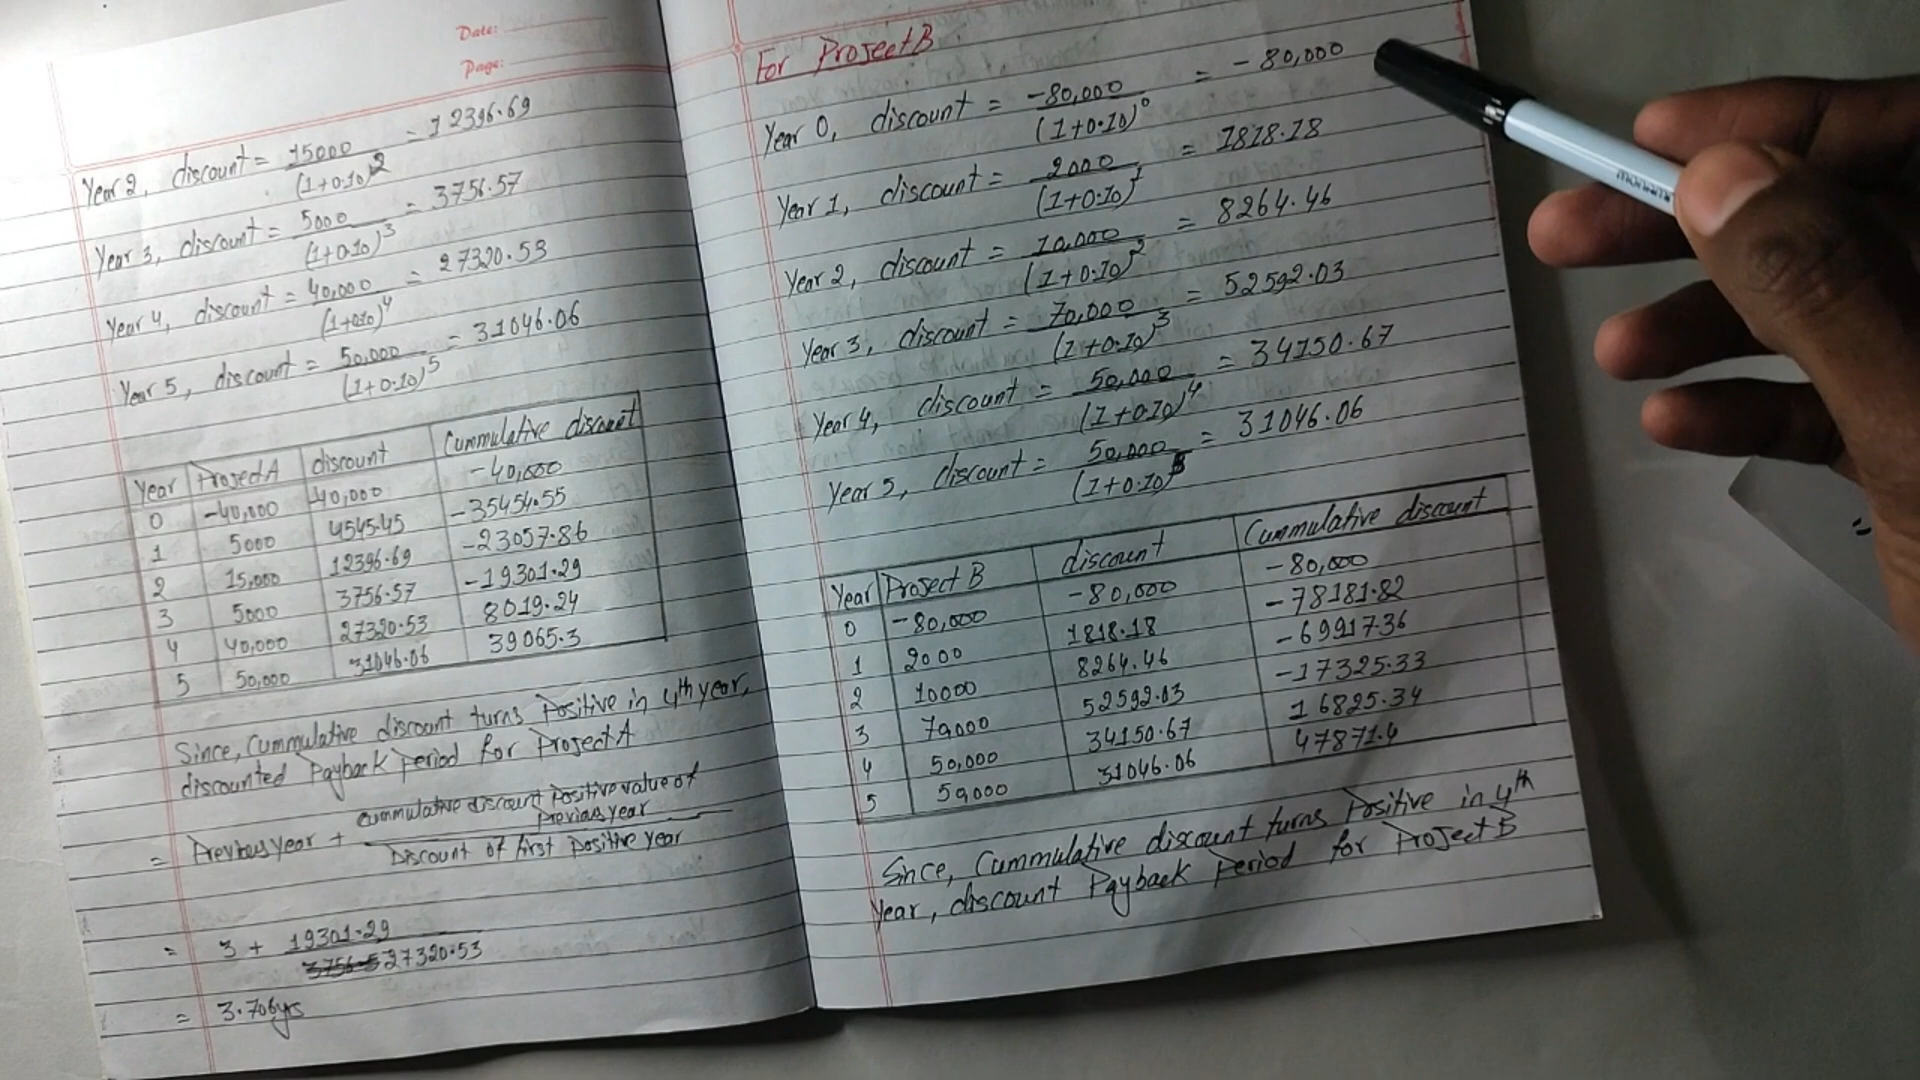 Date:
Page:
Year 2, discount = 15000 / (1+0.10)^2 = 12396.69
Year 3, discount = 5000 / (1+0.10)^3 = 3756.57
Year 4, discount = 40,000 / (1+0.10)^4 = 27320.53
Year 5, discount = 50,000 / (1+0.10)^5 = 31046.06
Year Project A discount Cummulative discount
0 -40,000 -40,000 -40,000
1 5000 4545.45 -35454.55
2 15,000 12396.69 -23057.86
3 5000 3756.57 -19301.29
4 40,000 27320.53 8019.24
5 50,000 31046.06 39065.3
Since, Cummulative discount turns Positive in 4th year,
discounted Payback Period for Project A
= Previous year + cummulative discount Positive value of Previous year / Discount of first positive year
= 3 + 19301.29 / 27320.53
= 3.706yrs
For Project B
Year 0, discount = -80,000 / (1+0.10)^0 = -80,000
Year 1, discount = 2000 / (1+0.10)^1 = 1818.18
Year 2, discount = 10,000 / (1+0.10)^2 = 8264.46
Year 3, discount = 70,000 / (1+0.10)^3 = 52592.03
Year 4, discount = 50,000 / (1+0.10)^4 = 34150.67
Year 5, discount = 50,000 / (1+0.10)^5 = 31046.06
Year Project B discount Cummulative discount
0 -80,000 -80,000 -80,000
1 2000 1818.18 -78181.82
2 10000 8264.46 -69917.36
3 70000 52592.03 -17325.33
4 50,000 34150.67 16825.34
5 50000 31046.06 47871.4
Since, Cummulative discount turns Positive in 4th
Year, discount Payback Period for Project B